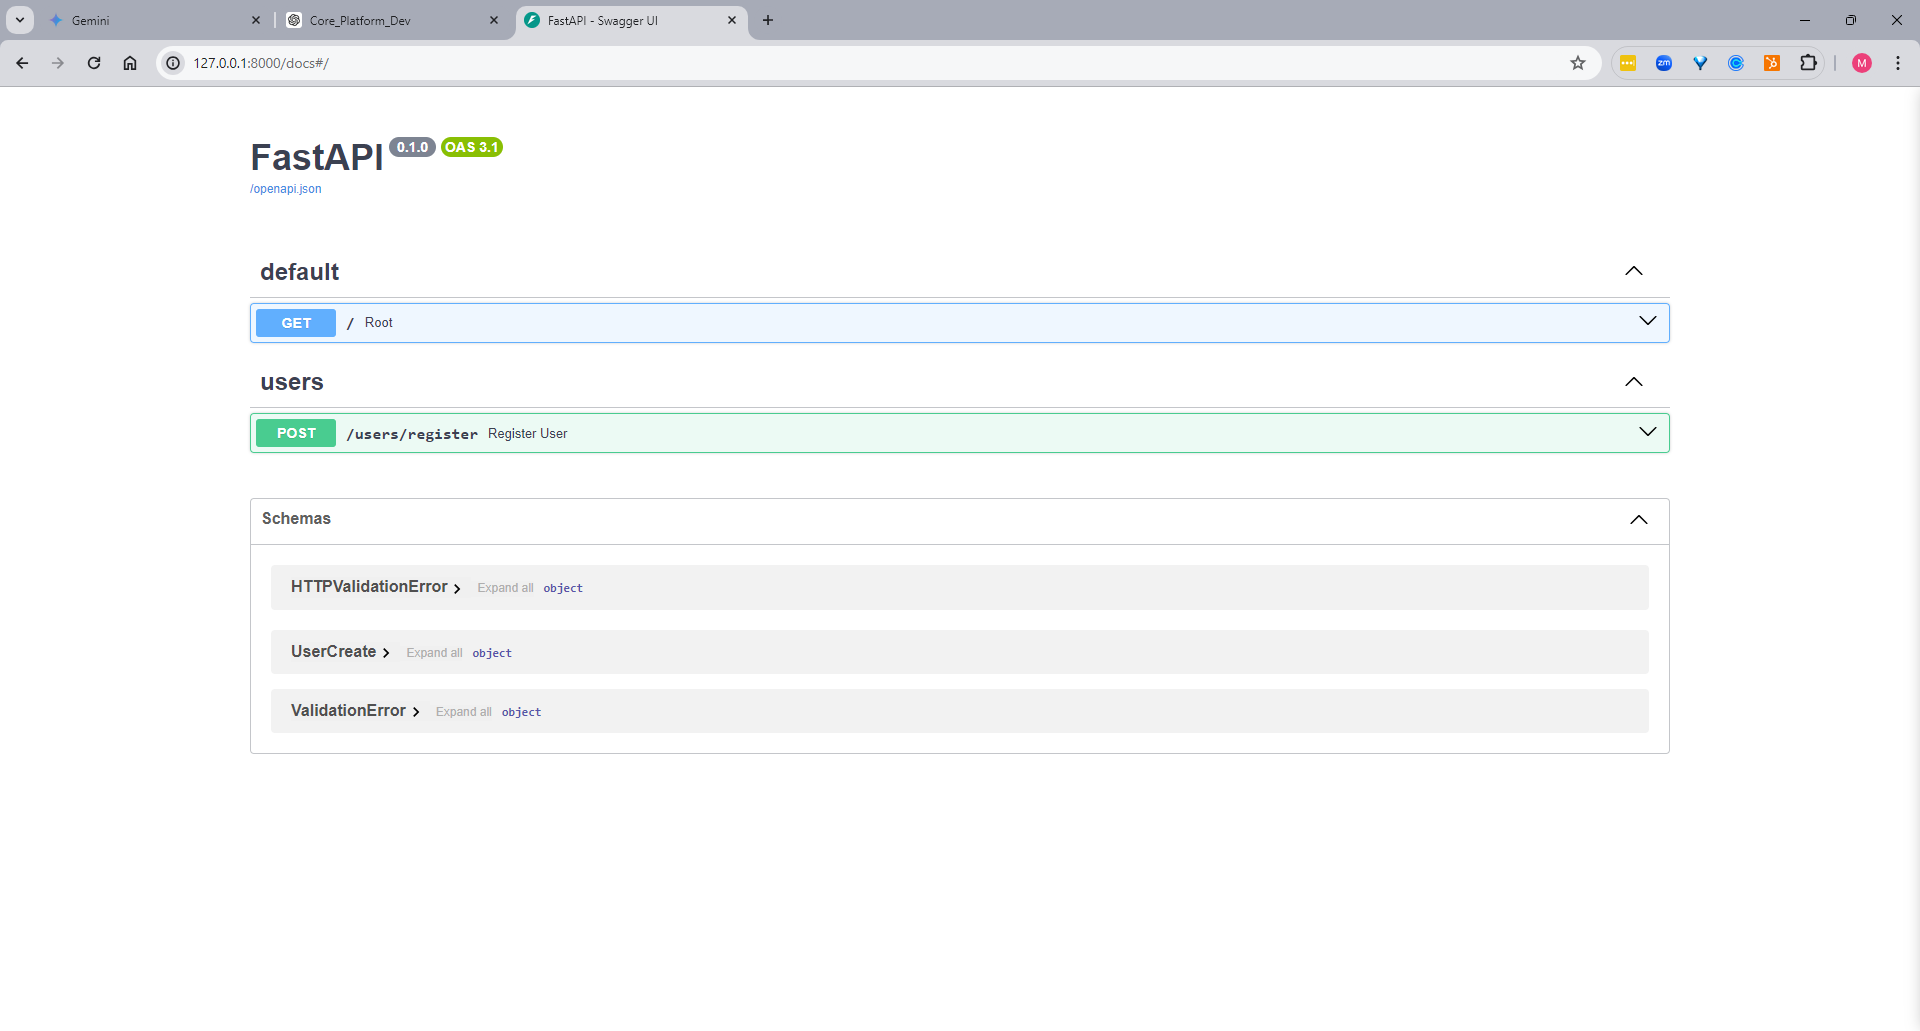 Gemini
Core_Platform_Dev
FastAPI - Swagger UI
127.0.0.1:8000/docs#/
zm
M
FastAPI 0.1.0 OAS 3.1
/openapi.json
default
GET / Root
users
POST /users/register Register User
Schemas
HTTPValidationError Expand all object
UserCreate Expand all object
ValidationError Expand all object